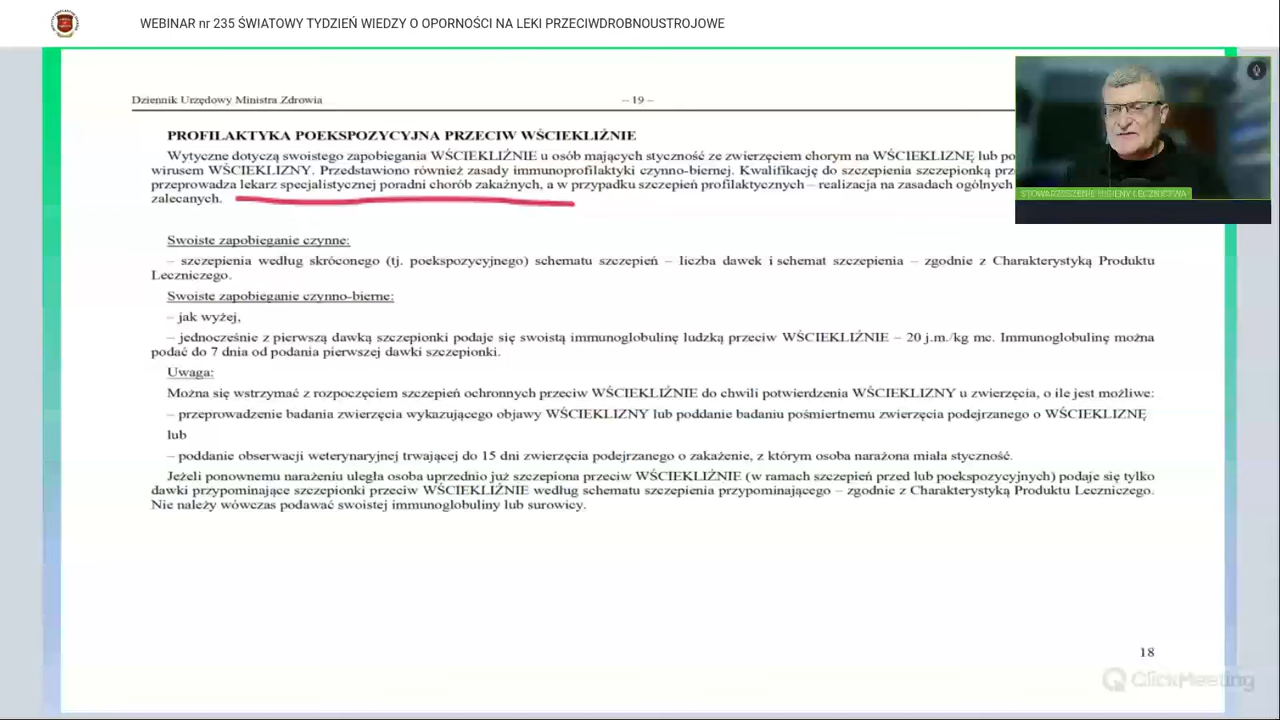 WEBINAR nr 235 ŚWIATOWY TYDZIEŃ WIEDZY O OPORNOŚCI NA LEKI PRZECIWDROBNOUSTROJOWE
Dziennik Urzędowy Ministra Zdrowia – 19 –
PROFILAKTYKA POEKSPOZYCYJNA PRZECIW WŚCIEKLIŹNIE
Wytyczne dotyczą swoistego zapobiegania WŚCIEKLIŹNIE u osób mających styczność ze zwierzęciem chorym na WŚCIEKLIZNĘ lub
wirusem WŚCIEKLIZNY. Przedstawiono również zasady immunoprofilaktyki czynno-biernej. Kwalifikację do szczepienia szczepionką
przeprowadza lekarz specjalistycznej poradni chorób zakaźnych, a w przypadku szczepień profilaktycznych – realizacja na zasadach ogólnych
zalecanych.
STOWARZYSZENIE HIGIENY LECZNICTWA
Swoiste zapobieganie czynne:
– szczepienia według skróconego (tj. poekspozycyjnego) schematu szczepień – liczba dawek i schemat szczepienia – zgodnie z Charakterystyką Produktu
Leczniczego.
Swoiste zapobieganie czynno-bierne:
– jak wyżej,
– jednocześnie z pierwszą dawką szczepionki podaje się swoistą immunoglobulinę ludzką przeciw WŚCIEKLIŹNIE – 20 j.m./kg mc. Immunoglobulinę można
podać do 7 dnia od podania pierwszej dawki szczepionki.
Uwaga:
Można się wstrzymać z rozpoczęciem szczepień ochronnych przeciw WŚCIEKLIŹNIE do chwili potwierdzenia WŚCIEKLIZNY u zwierzęcia, o ile jest możliwe:
– przeprowadzenie badania zwierzęcia wykazującego objawy WŚCIEKLIZNY lub poddanie badaniu pośmiertnemu zwierzęcia podejrzanego o WŚCIEKLIZNĘ
lub
– poddanie obserwacji weterynaryjnej trwającej do 15 dni zwierzęcia podejrzanego o zakażenie, z którym osoba narażona miała styczność.
Jeżeli ponownemu narażeniu uległa osoba uprzednio już szczepiona przeciw WŚCIEKLIŹNIE (w ramach szczepień przed lub poekspozycyjnych) podaje się tylko
dawki przypominające szczepionki przeciw WŚCIEKLIŹNIE według schematu szczepienia przypominającego – zgodnie z Charakterystyką Produktu Leczniczego.
Nie należy wówczas podawać swoistej immunoglobuliny lub surowicy.
18
ClickMeeting